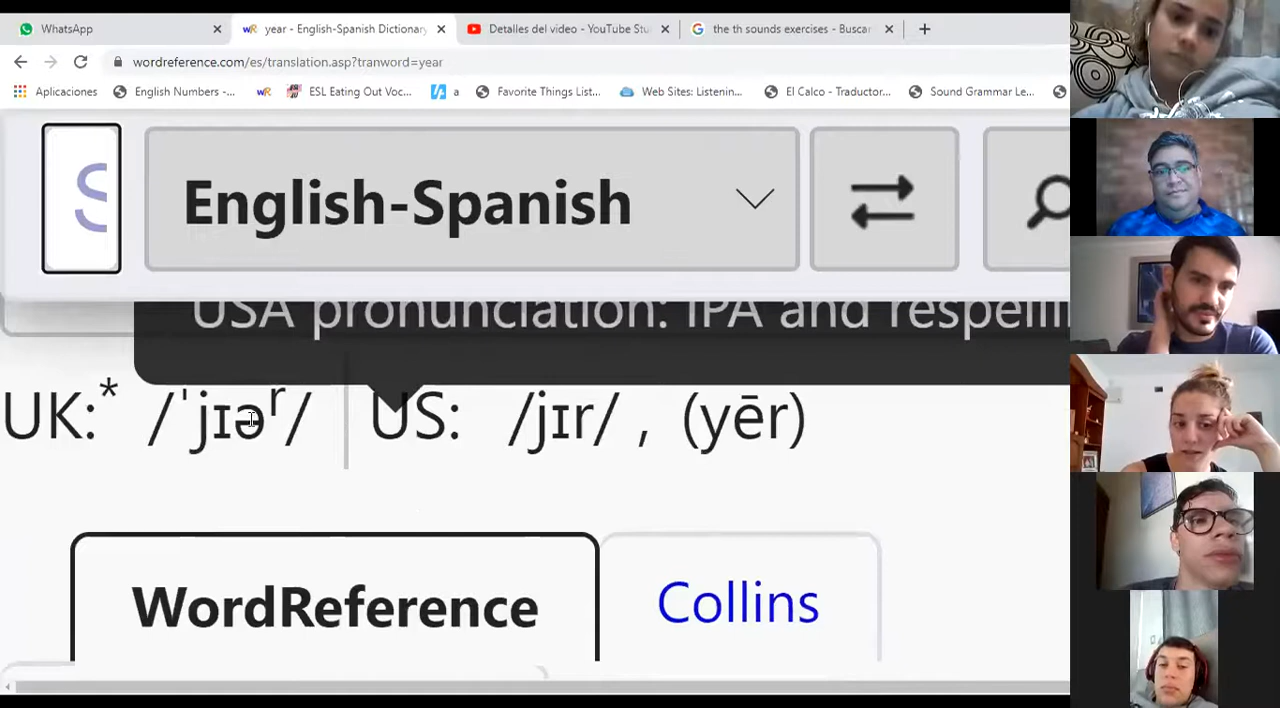 WhatsApp
year - English-Spanish Dictionary
Detalles del video - YouTube Stu
the th sounds exercises - Buscar
wordreference.com/es/translation.asp?tranword=year
Aplicaciones
English Numbers -...
ESL Eating Out Voc...
a
Favorite Things List...
Web Sites: Listenin...
El Calco - Traductor...
Sound Grammar Le...
English-Spanish
USA pronunciation: IPA and respelli
UK:* /ˈjɪəʳ/ US: /jɪr/ , (yēr)
WordReference
Collins